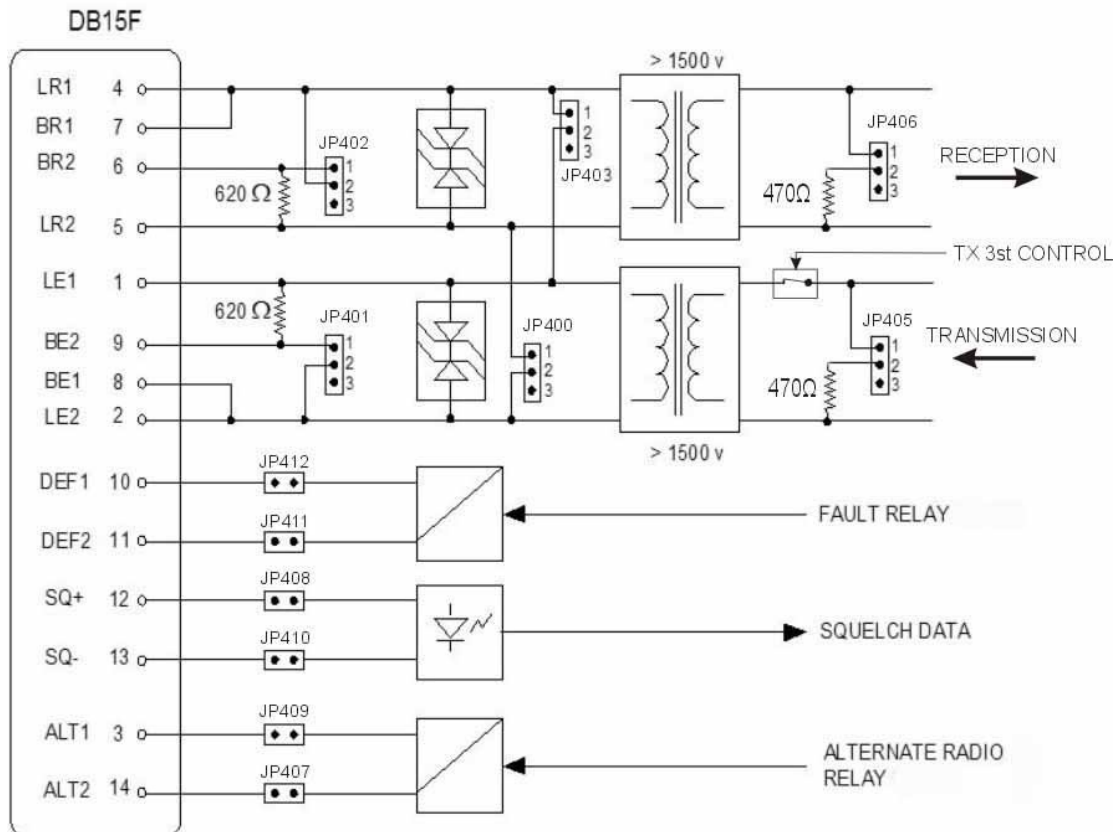 DB15F
> 1500 v
LR1 4
BR1 7
BR2 6
LR2 5
620 Ω
JP402
1
2
3
1
2
3
JP403
JP406
1
2
3
470Ω
RECEPTION
TX 3st CONTROL
LE1 1
BE2 9
BE1 8
LE2 2
620 Ω
JP401
1
2
3
JP400
1
2
3
JP405
1
2
3
470Ω
TRANSMISSION
> 1500 v
DEF1 10
JP412
DEF2 11
JP411
FAULT RELAY
SQ+ 12
JP408
SQ- 13
JP410
SQUELCH DATA
ALT1 3
JP409
ALT2 14
JP407
ALTERNATE RADIO
RELAY